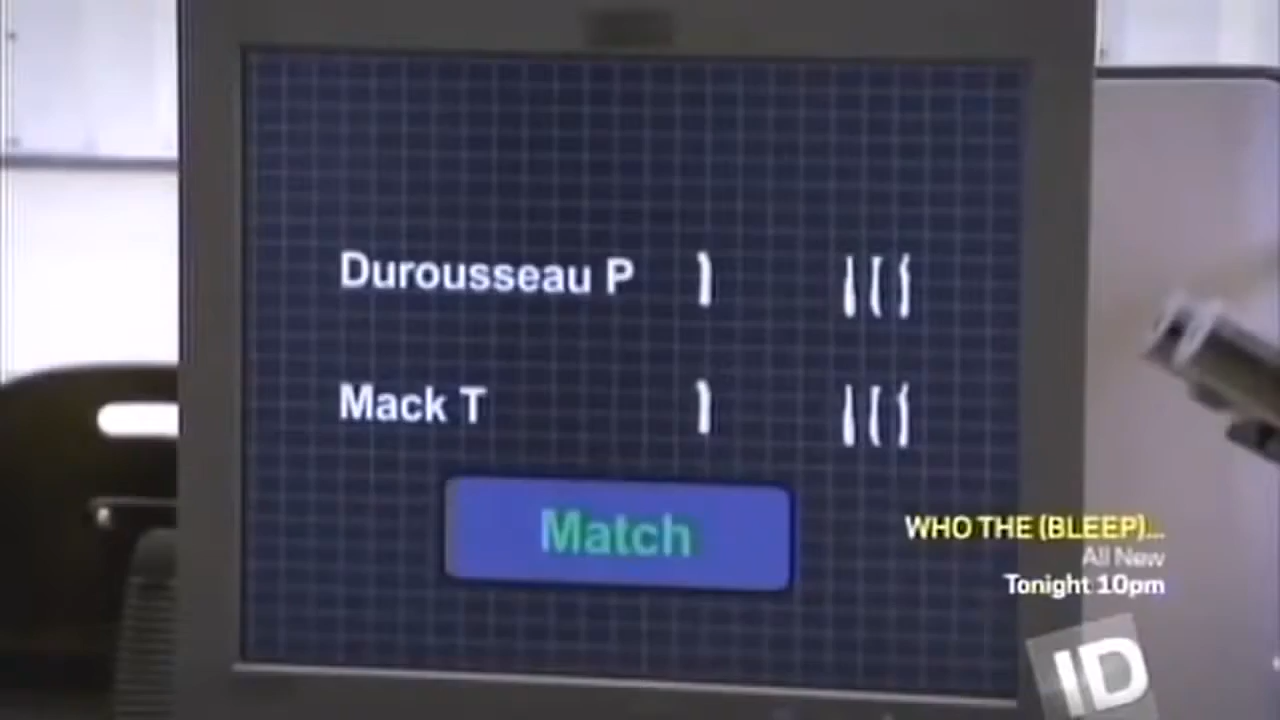 Durousseau P
Mack T
Match
WHO THE (BLEEP)...
All New
Tonight 10pm
ID